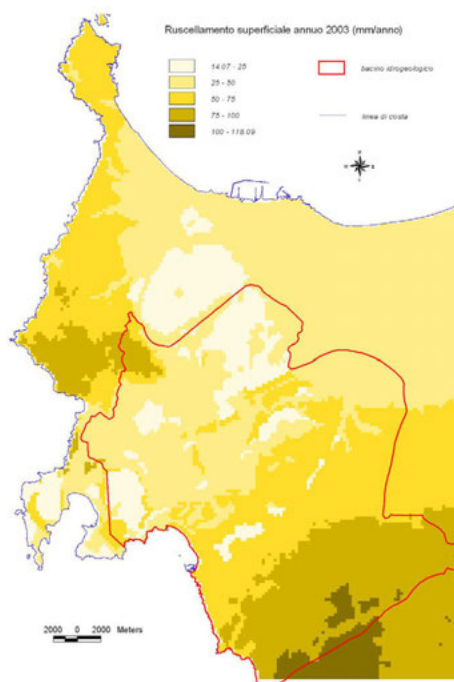 Ruscellamento superficiale annuo 2003 (mm/anno)
14.07 - 25
25 - 50
50 - 75
75 - 100
100 - 118.09
bacino idrogeologico
linea di costa
N
W E
S
2000 0 2000 Meters